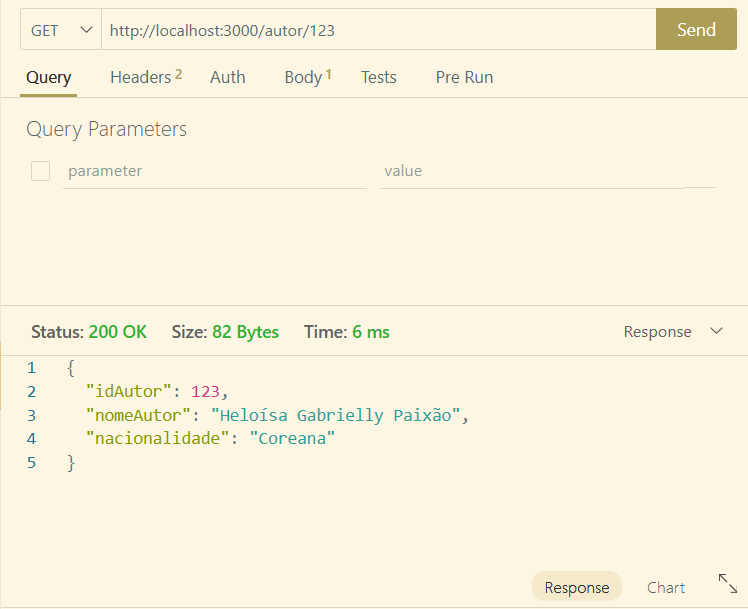 GET http://localhost:3000/autor/123 Send
Query Headers 2 Auth Body 1 Tests Pre Run
Query Parameters
parameter value
Status: 200 OK Size: 82 Bytes Time: 6 ms Response
1 {
2 "idAutor": 123,
3 "nomeAutor": "Heloísa Gabrielly Paixão",
4 "nacionalidade": "Coreana"
5 }
Response Chart